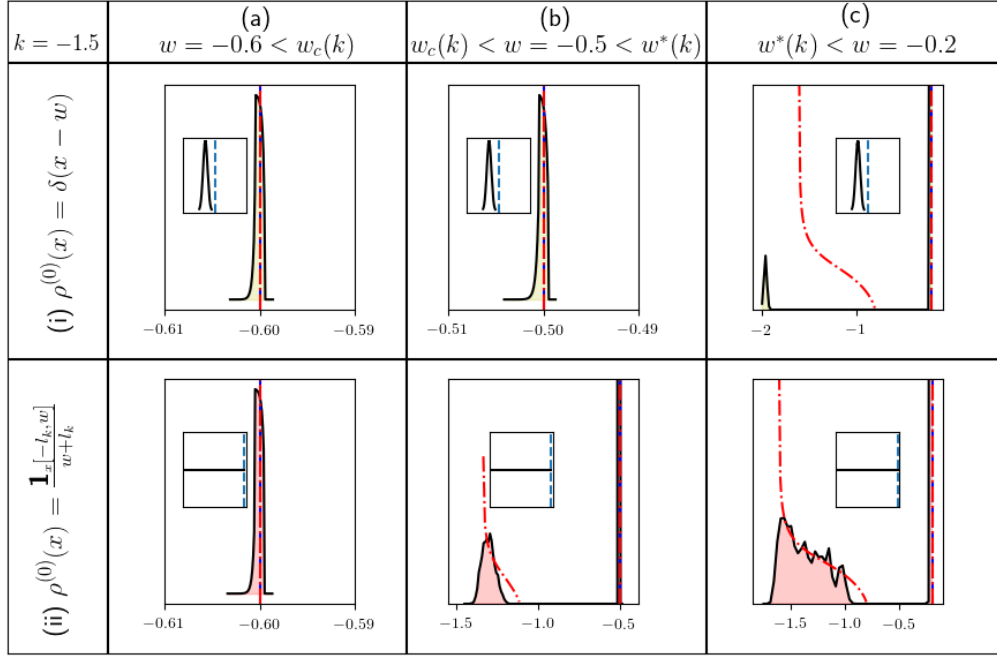 (a) (b) (c)
k = −1.5 w = −0.6 < w_c(k) w_c(k) < w = −0.5 < w*(k) w*(k) < w = −0.2
(i) ρ^(0)(x) = δ(x − w)
−0.61 −0.60 −0.59
−0.51 −0.50 −0.49
−2 −1
(ii) ρ^(0)(x) = 𝟏_x[−l_k,w] / w+l_k
−0.61 −0.60 −0.59
−1.5 −1.0 −0.5
−1.5 −1.0 −0.5